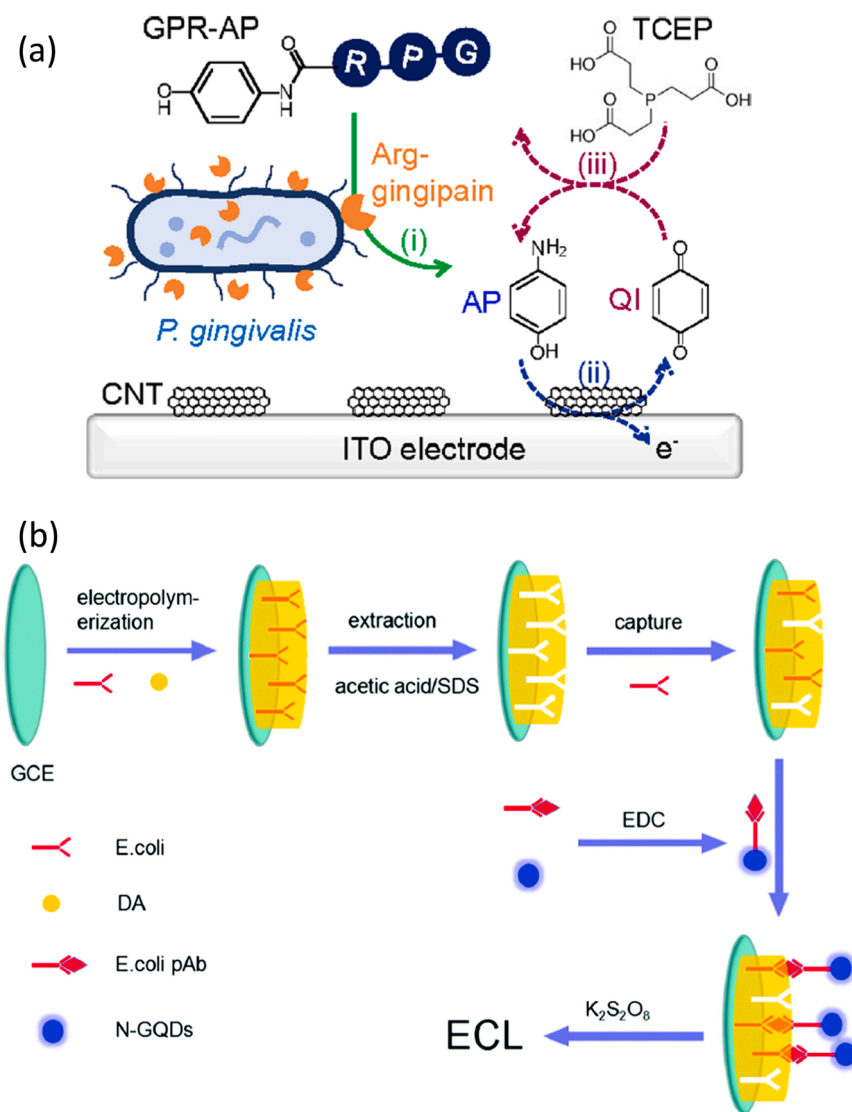 (a)
GPR-AP
TCEP
O
R P G
HO
N
H
O
HO
O
OH
P
HO
O
Arg-
gingipain
(iii)
(i)
P. gingivalis
NH₂
AP
OH
QI
O
O
(ii)
CNT
ITO electrode
e⁻
(b)
electropolym-
erization
extraction
acetic acid/SDS
capture
GCE
EDC
E.coli
DA
E.coli pAb
N-GQDs
K₂S₂O₈
ECL